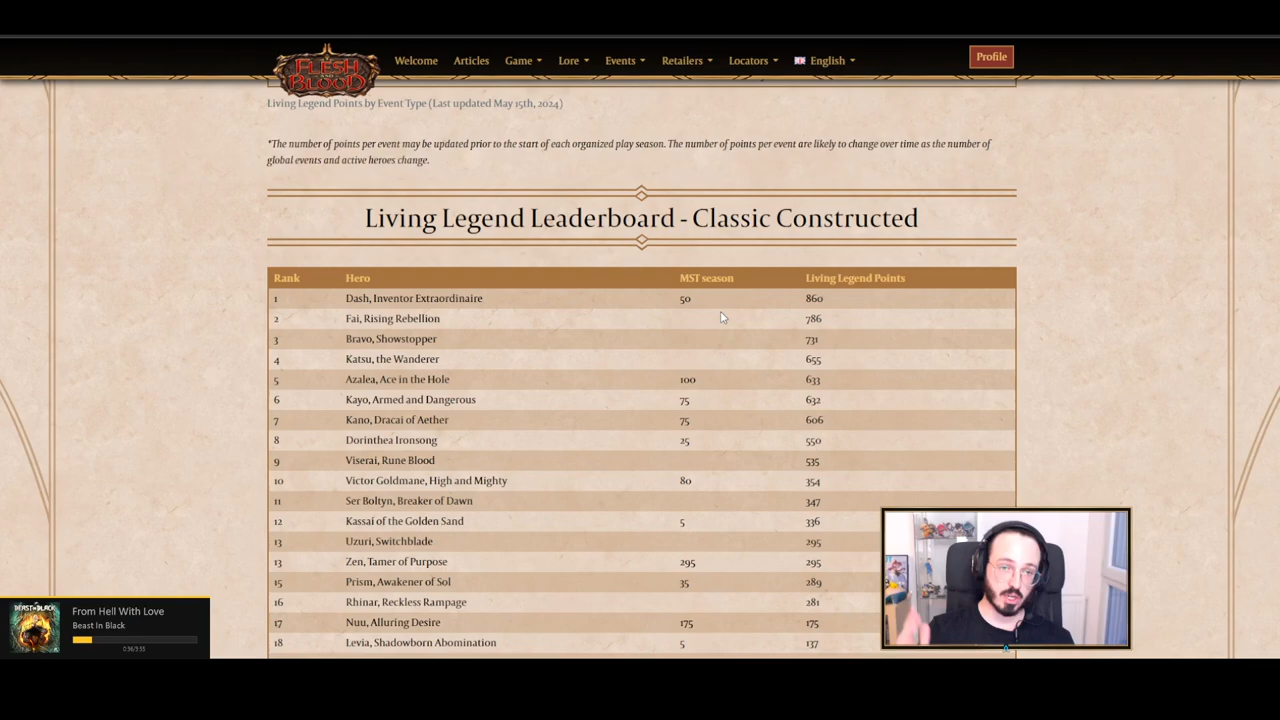 FLESH
AND
BLOOD
Welcome Articles Game Lore Events Retailers Locators English Profile
Living Legend Points by Event Type (Last updated May 15th, 2024)
*The number of points per event may be updated prior to the start of each organized play season. The number of points per event are likely to change over time as the number of
global events and active heroes change.
Living Legend Leaderboard - Classic Constructed
Rank Hero MST season Living Legend Points
1 Dash, Inventor Extraordinaire 50 860
2 Fai, Rising Rebellion 786
3 Bravo, Showstopper 731
4 Katsu, the Wanderer 655
5 Azalea, Ace in the Hole 100 633
6 Kayo, Armed and Dangerous 75 632
7 Kano, Dracai of Aether 75 606
8 Dorinthea Ironsong 25 550
9 Viserai, Rune Blood 535
10 Victor Goldmane, High and Mighty 80 354
11 Ser Boltyn, Breaker of Dawn 347
12 Kassai of the Golden Sand 5 336
13 Uzuri, Switchblade 295
13 Zen, Tamer of Purpose 295 295
15 Prism, Awakener of Sol 35 289
16 Rhinar, Reckless Rampage 281
17 Nuu, Alluring Desire 175 175
18 Levia, Shadowborn Abomination 5 137
BEAST IN BLACK
From Hell With Love
Beast In Black
0:36/3:55